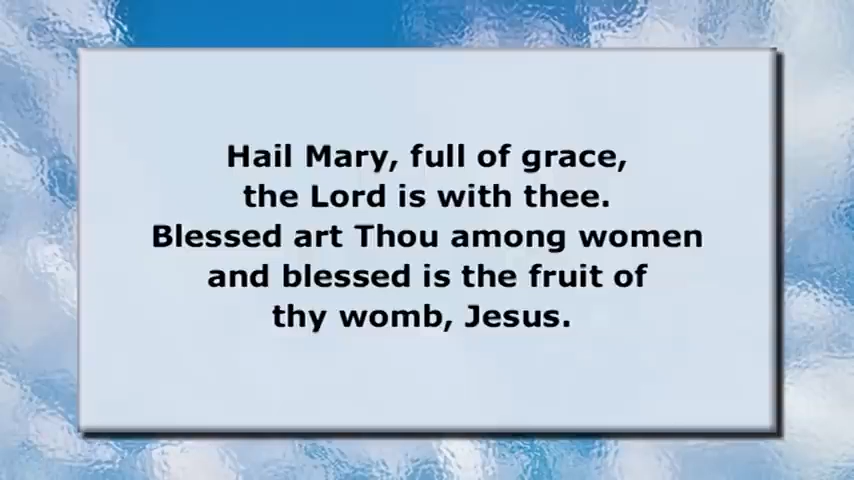 Hail Mary, full of grace,
the Lord is with thee.
Blessed art Thou among women
and blessed is the fruit of
thy womb, Jesus.